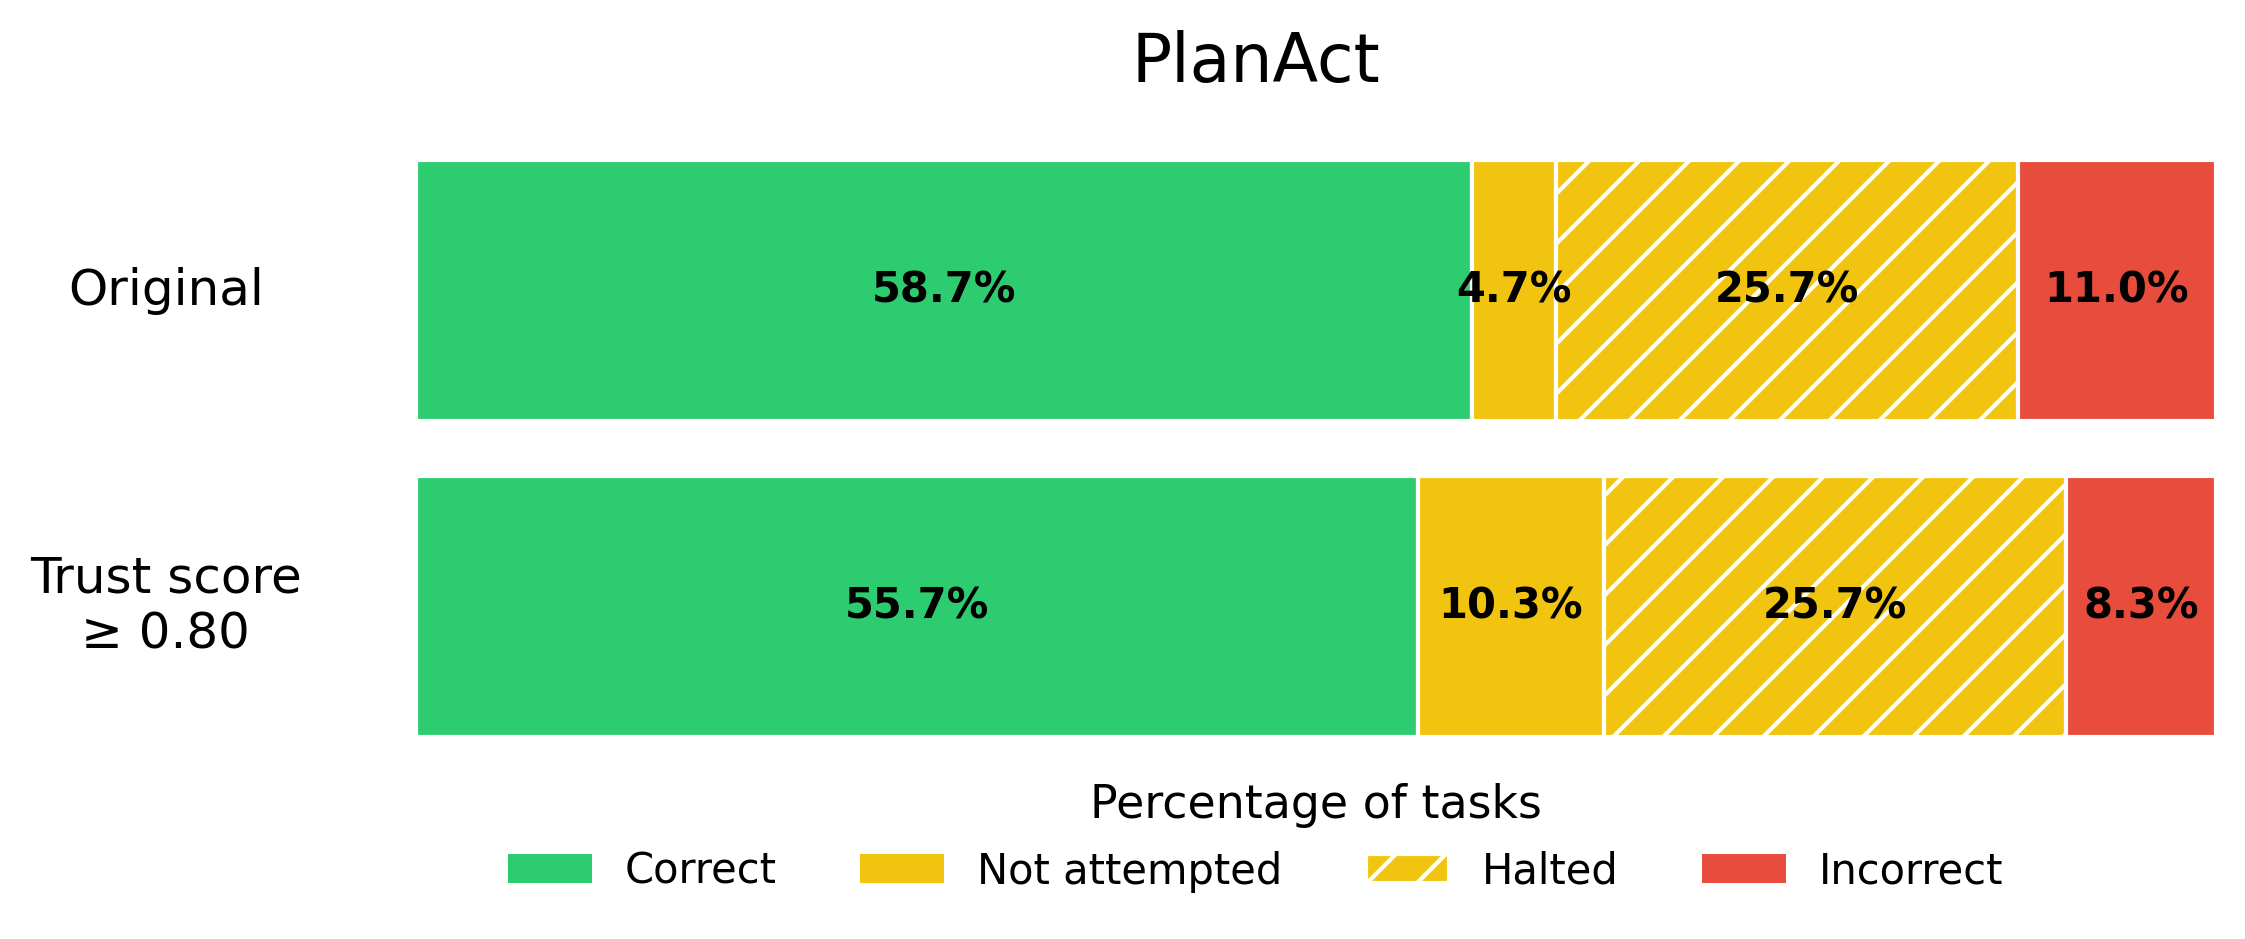 PlanAct
Original
58.7%
4.7%
25.7%
11.0%
Trust score
≥ 0.80
55.7%
10.3%
25.7%
8.3%
Percentage of tasks
Correct
Not attempted
Halted
Incorrect